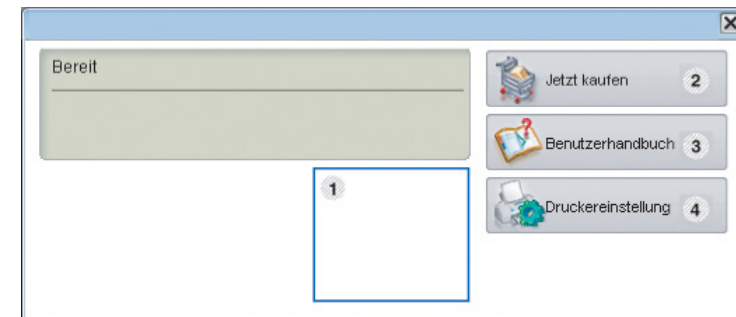 Bereit
Jetzt kaufen 2
Benutzerhandbuch 3
1
Druckereinstellung 4